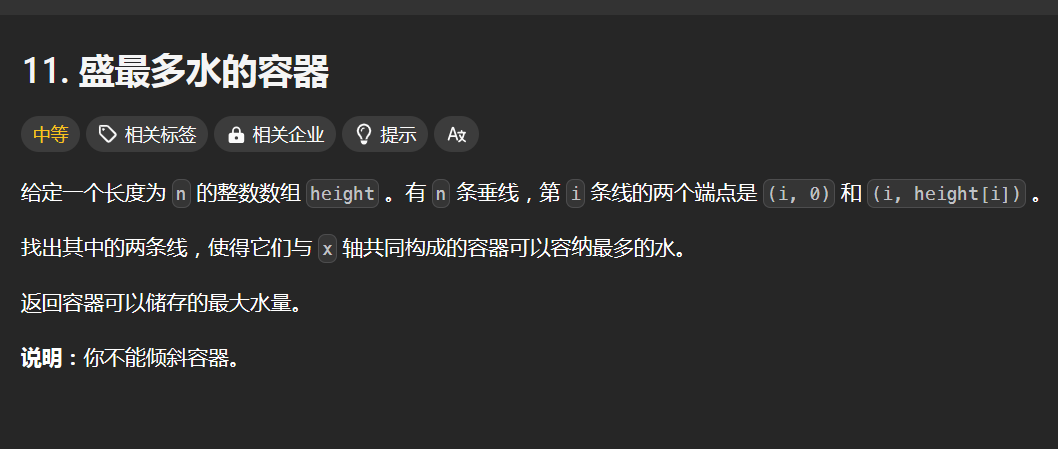 11. 盛最多水的容器
中等 相关标签 相关企业 提示 A文
给定一个长度为 n 的整数数组 height 。有 n 条垂线，第 i 条线的两个端点是 (i, 0) 和 (i, height[i]) 。
找出其中的两条线，使得它们与 x 轴共同构成的容器可以容纳最多的水。
返回容器可以储存的最大水量。
说明：你不能倾斜容器。